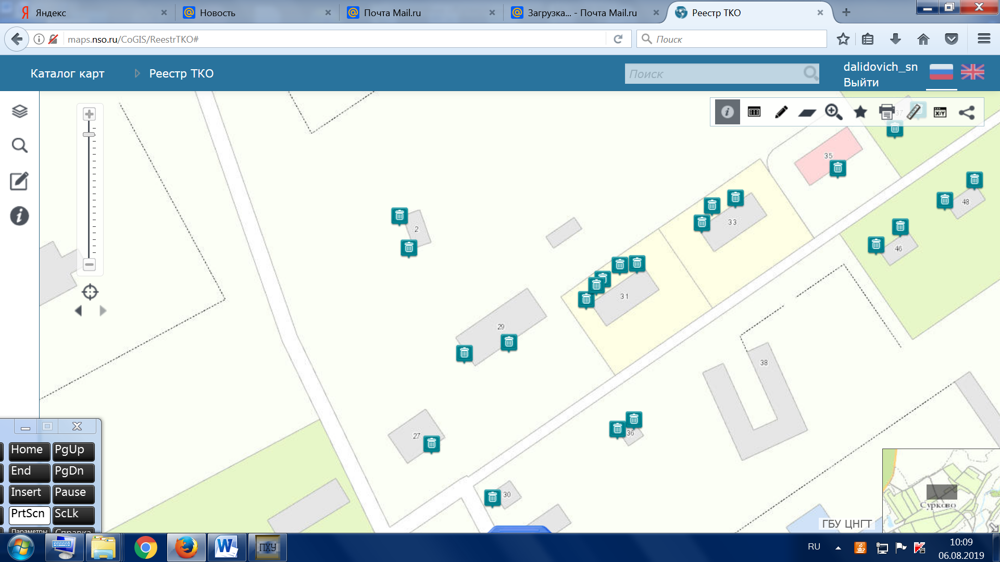 Яндекс
Новость
Почта Mail.ru
Загрузка... - Почта Mail.ru
Реестр ТКО
maps.nso.ru/CoGIS/ReestrTKO#
Поиск
Каталог карт
Реестр ТКО
Поиск
dalidovich_sn
Выйти
X,Y
37
35
48
33
2
46
31
29
38
36
27
30
Home PgUp
End PgDn
Insert Pause
PrtScn ScLk
Параметры Справка
Сурково
ГБУ ЦНГТ
ПХУ
RU
10:09
06.08.2019